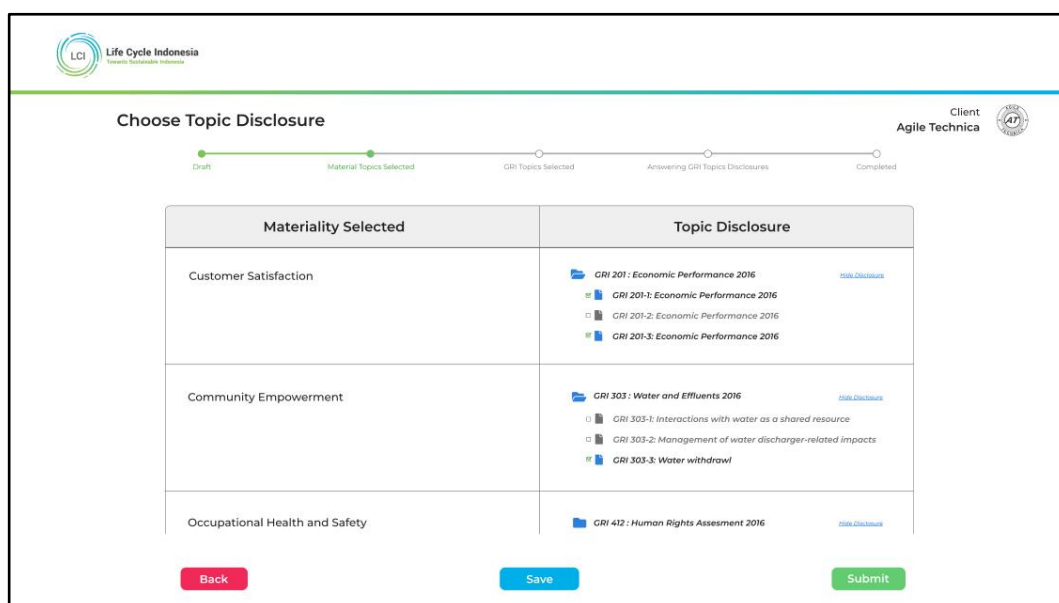 LCI
Life Cycle Indonesia
Towards Sustainable Indonesia
Choose Topic Disclosure
Client
Agile Technica
AGILE
AT
TECHNICA
Draft
Material Topics Selected
GRI Topics Selected
Answering GRI Topics Disclosures
Completed
Materiality Selected
Topic Disclosure
Customer Satisfaction
GRI 201 : Economic Performance 2016
Hide Disclosure
GRI 201-1: Economic Performance 2016
GRI 201-2: Economic Performance 2016
GRI 201-3: Economic Performance 2016
Community Empowerment
GRI 303 : Water and Effluents 2016
Hide Disclosure
GRI 303-1: Interactions with water as a shared resource
GRI 303-2: Management of water discharger-related impacts
GRI 303-3: Water withdrawl
Occupational Health and Safety
GRI 412 : Human Rights Assesment 2016
Hide Disclosure
Back
Save
Submit